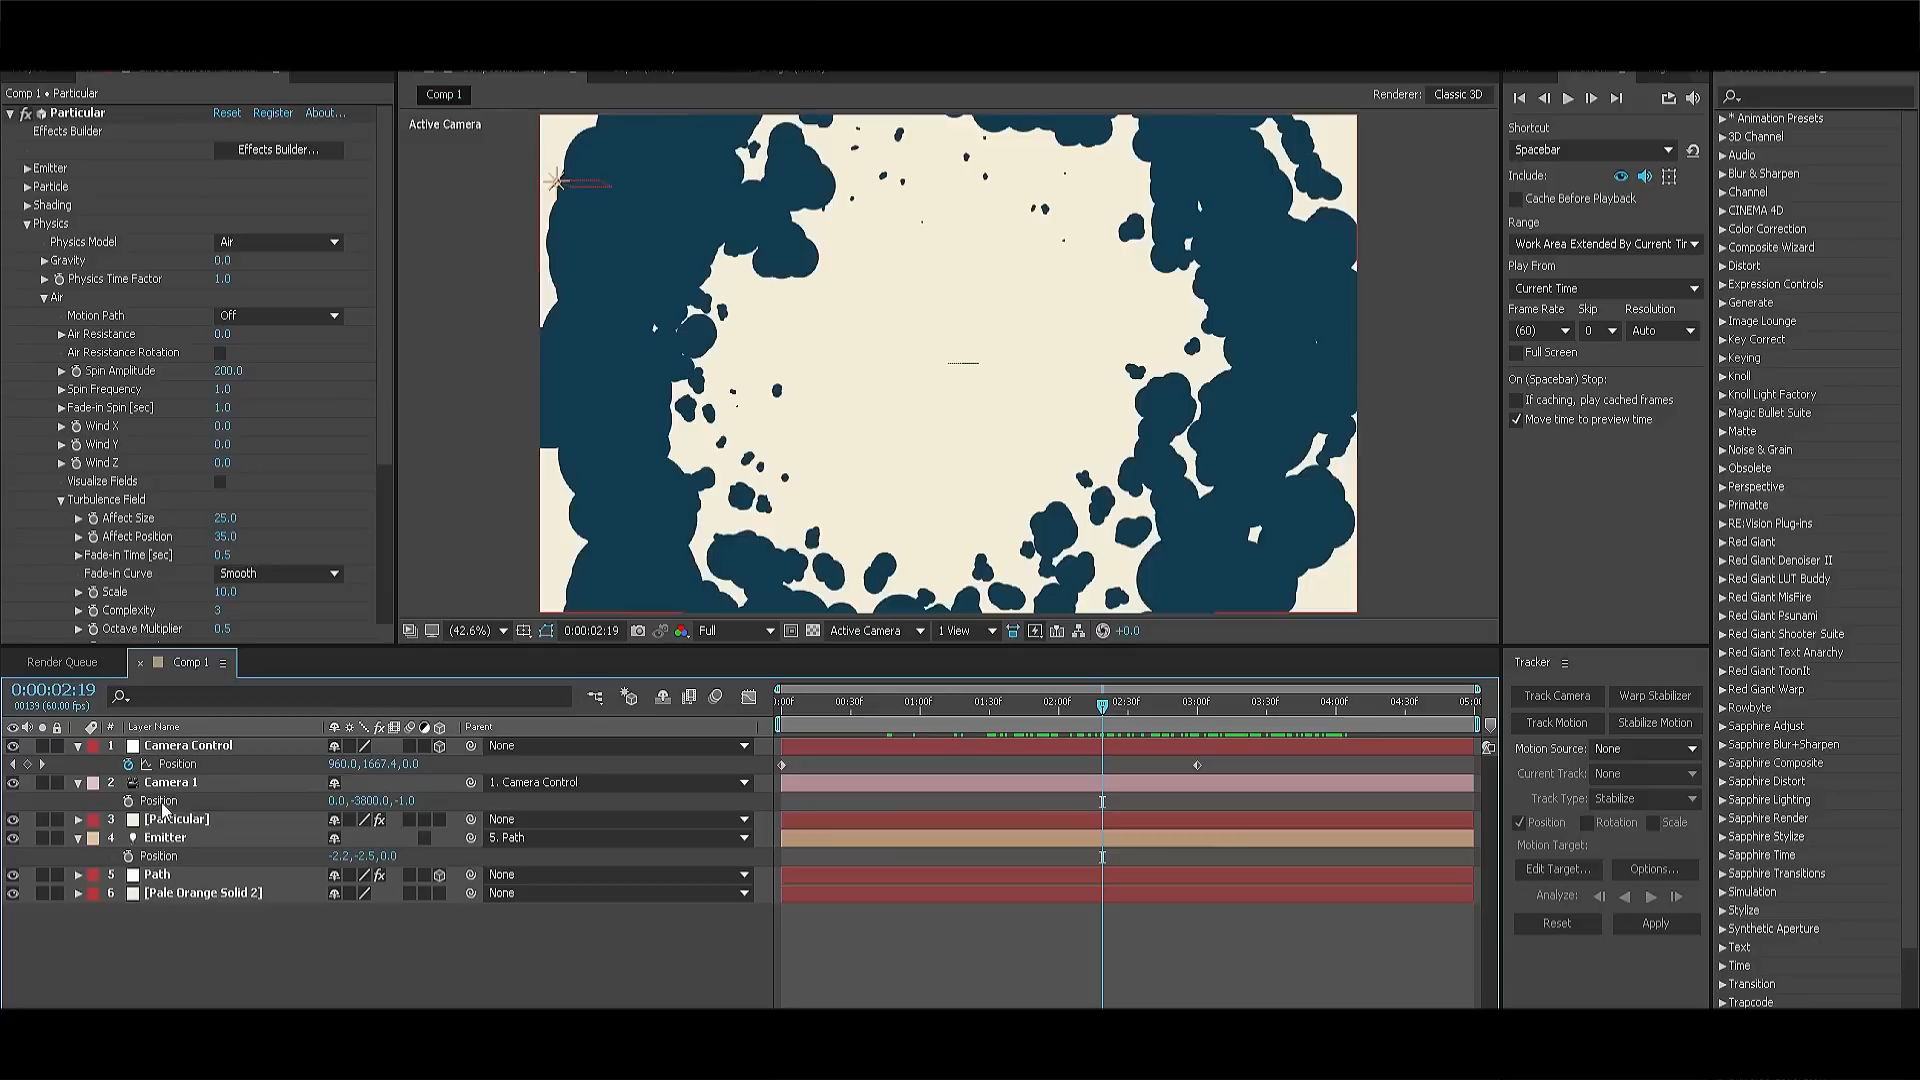 Comp 1 • Particular
Particular
Reset
Register
About...
Effects Builder
Effects Builder...
Emitter
Particle
Shading
Physics
Physics Model
Air
Gravity
0.0
Physics Time Factor
1.0
Air
Motion Path
Off
Air Resistance
0.0
Air Resistance Rotation
Spin Amplitude
200.0
Spin Frequency
1.0
Fade-in Spin [sec]
1.0
Wind X
0.0
Wind Y
0.0
Wind Z
0.0
Visualize Fields
Turbulence Field
Affect Size
25.0
Affect Position
35.0
Fade-in Time [sec]
0.5
Fade-in Curve
Smooth
Scale
10.0
Complexity
3
Octave Multiplier
0.5
Comp 1
Renderer:
Classic 3D
Active Camera
(42.6%)
0:00:02:19
Full
Active Camera
1 View
+0.0
Shortcut
Spacebar
Include:
Cache Before Playback
Range
Work Area Extended By Current Tir
Play From
Current Time
Frame Rate
Skip
Resolution
(60)
0
Auto
Full Screen
On (Spacebar) Stop:
If caching, play cached frames
Move time to preview time
* Animation Presets
3D Channel
Audio
Blur & Sharpen
Channel
CINEMA 4D
Color Correction
Composite Wizard
Distort
Expression Controls
Generate
Image Lounge
Key Correct
Keying
Knoll
Knoll Light Factory
Magic Bullet Suite
Matte
Noise & Grain
Obsolete
Perspective
Primatte
RE:Vision Plug-ins
Red Giant
Red Giant Denoiser II
Red Giant LUT Buddy
Red Giant MisFire
Red Giant Psunami
Red Giant Shooter Suite
Red Giant Text Anarchy
Red Giant ToonIt
Red Giant Warp
Rowbyte
Sapphire Adjust
Sapphire Blur+Sharpen
Sapphire Composite
Sapphire Distort
Sapphire Lighting
Sapphire Render
Sapphire Stylize
Sapphire Time
Sapphire Transitions
Simulation
Stylize
Synthetic Aperture
Text
Time
Transition
Trapcode
Render Queue
Comp 1
0:00:02:19
00139 (60.00 fps)
#
Layer Name
Parent
:00f
00:30f
01:00f
01:30f
02:00f
02:30f
03:00f
03:30f
04:00f
04:30f
05:00
1
Camera Control
None
Position
960.0,1667.4,0.0
2
Camera 1
1. Camera Control
Position
0.0,-3800.0,-1.0
3
[Particular]
None
4
Emitter
5. Path
Position
-2.2,-2.5,0.0
5
Path
None
6
[Pale Orange Solid 2]
None
Tracker
Track Camera
Warp Stabilizer
Track Motion
Stabilize Motion
Motion Source:
None
Current Track:
None
Track Type:
Stabilize
Position
Rotation
Scale
Motion Target:
Edit Target...
Options...
Analyze:
Reset
Apply